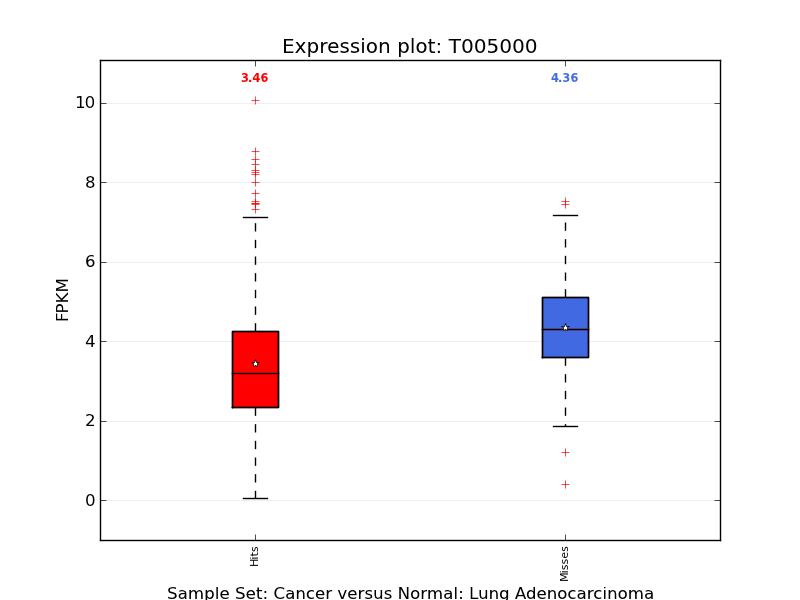 Expression plot: T005000
3.46
4.36
10
8
6
4
2
0
FPKM
Hits
Misses
Sample Set: Cancer versus Normal: Lung Adenocarcinoma